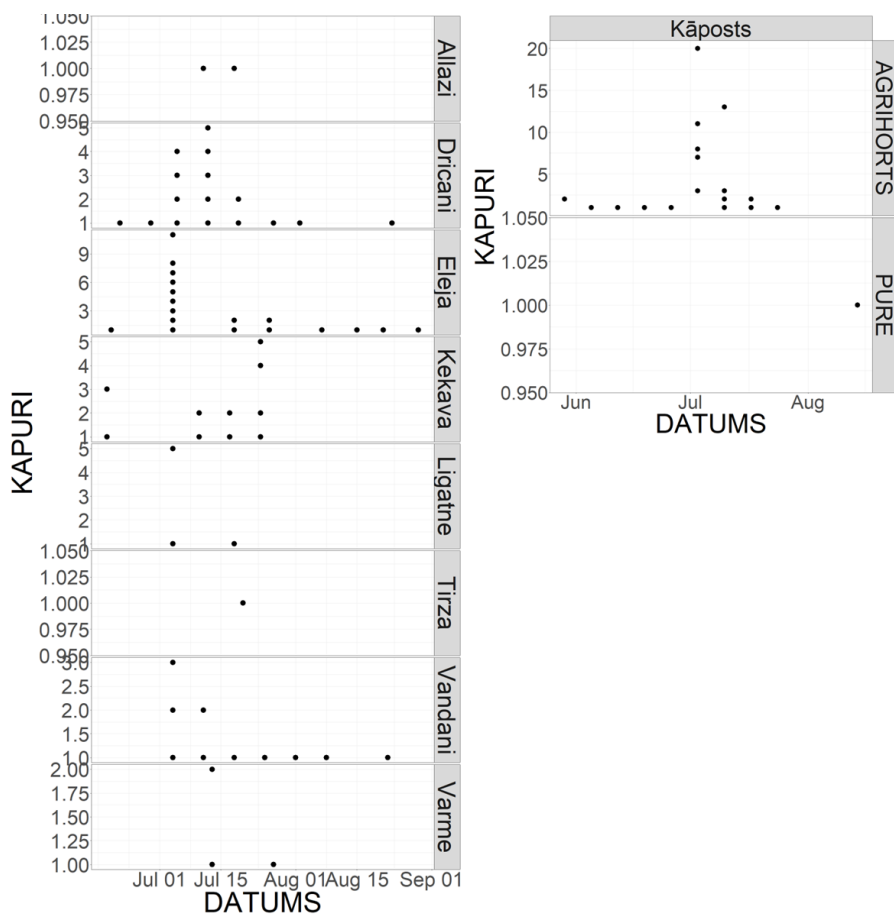 1.050
1.025
1.000
0.975
0.950
Allazi
5
4
3
2
1
Dricani
9
6
3
Eleja
5
4
3
2
1
Kekava
5
4
3
2
1
Ligatne
1.050
1.025
1.000
0.975
0.950
Tirza
3.0
2.5
2.0
1.5
1.0
Vandani
2.00
1.75
1.50
1.25
1.00
Varme
KAPURI
Jul 01 Jul 15 Aug 01 Aug 15 Sep 01
DATUMS
Kāposts
20
15
10
5
AGRIHORTS
1.050
1.025
1.000
0.975
0.950
PURE
KAPURI
Jun Jul Aug
DATUMS